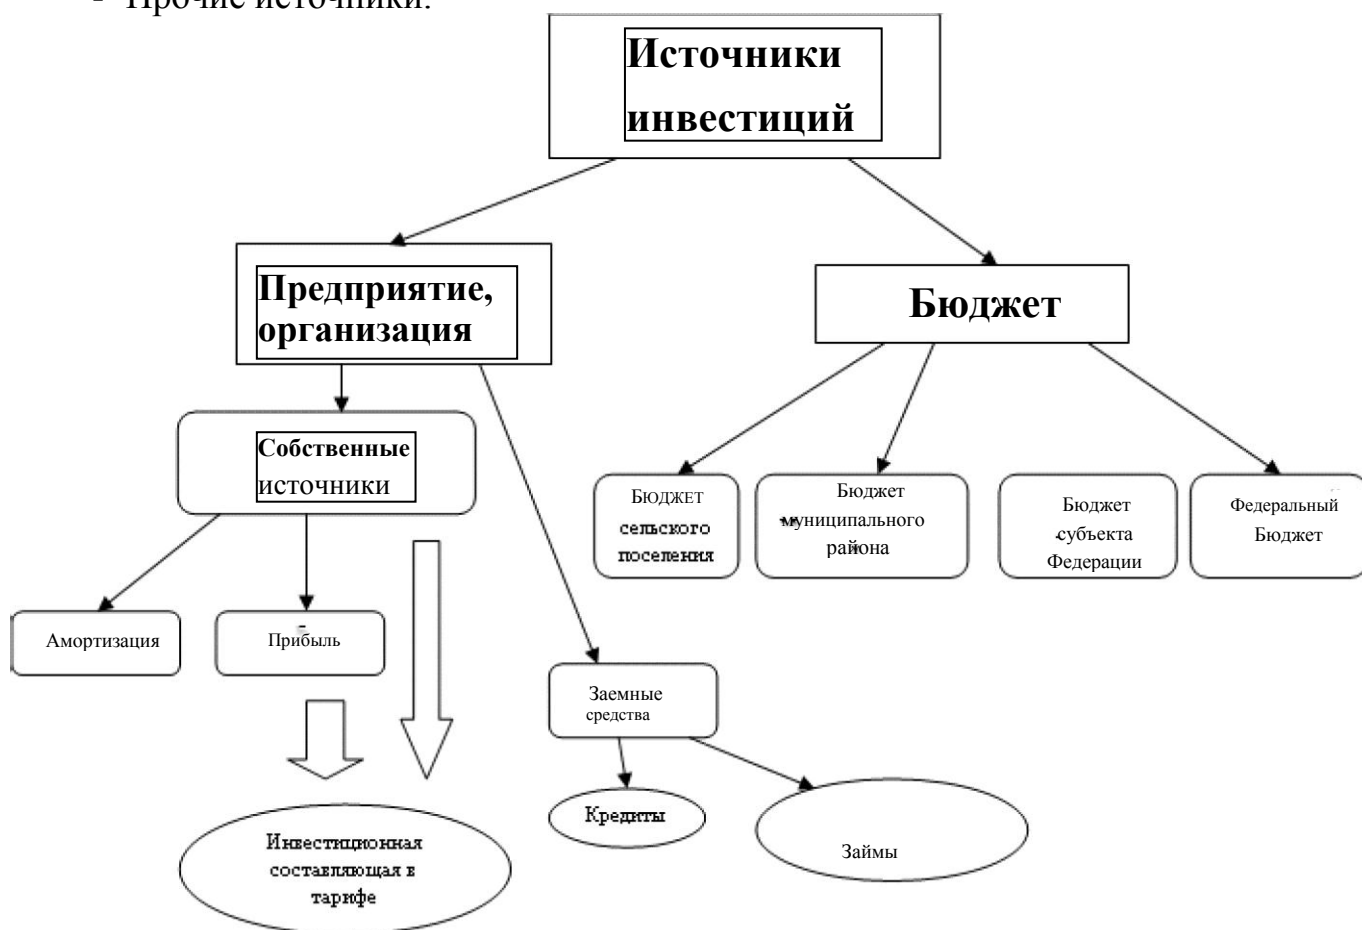 - Прочие источники.
Источники
инвестиций
Предприятие,
организация
Бюджет
Собственные
источники
БЮДЖЕТ
сельского
поселения
Бюджет
муниципального
района
Бюджет
субъекта
Федерации
Федеральный
Бюджет
Амортизация
Прибыль
Заемные
средства
Кредиты
Займы
Инвестиционная
составляющая в
тарифе